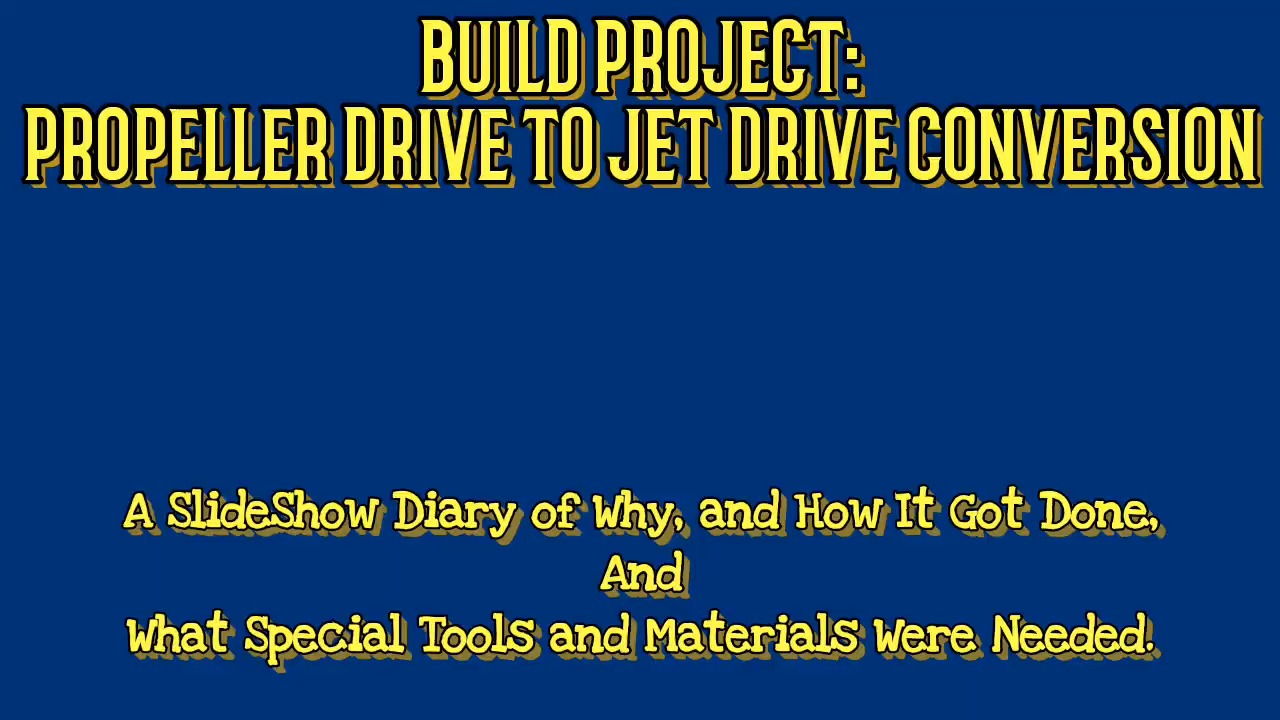 BUILD PROJECT:
PROPELLER DRIVE TO JET DRIVE CONVERSION
A SlideShow Diary of Why, and How It Got Done,
And
What Special Tools and Materials Were Needed.